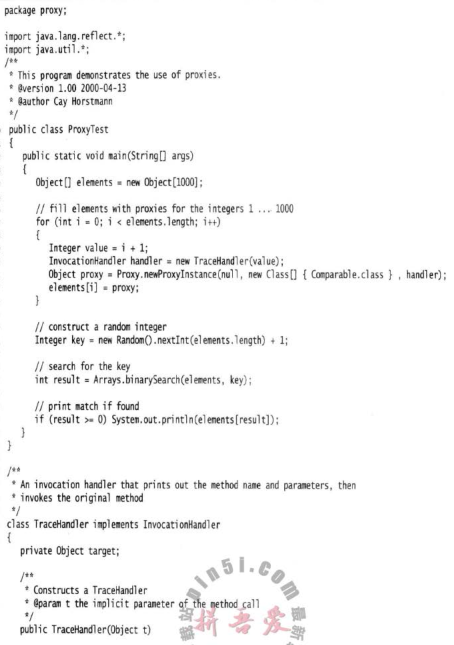 package proxy;
import java.lang.reflect.*;
import java.util.*;
/**
* This program demonstrates the use of proxies.
* @version 1.00 2000-04-13
* @author Cay Horstmann
*/
public class ProxyTest
{
public static void main(String[] args)
{
Object[] elements = new Object[1000];
// fill elements with proxies for the integers 1 ... 1000
for (int i = 0; i < elements.length; i++)
{
Integer value = i + 1;
InvocationHandler handler = new TraceHandler(value);
Object proxy = Proxy.newProxyInstance(null, new Class[] { Comparable.class } , handler);
elements[i] = proxy;
}
// construct a random integer
Integer key = new Random().nextInt(elements.length) + 1;
// search for the key
int result = Arrays.binarySearch(elements, key);
// print match if found
if (result >= 0) System.out.println(elements[result]);
}
}
/**
* An invocation handler that prints out the method name and parameters, then
* invokes the original method
*/
class TraceHandler implements InvocationHandler
{
private Object target;
/**
* Constructs a TraceHandler
* @param t the implicit parameter of the method call
*/
public TraceHandler(Object t)
pin5i.com
拼吾爱